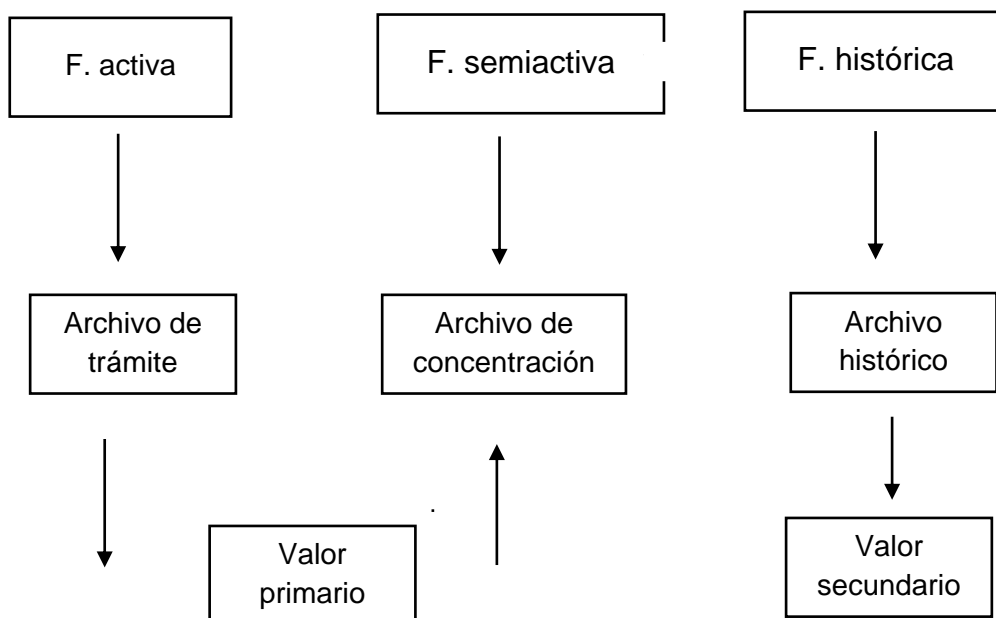 F. activa
F. semiactiva
F. histórica
Archivo de
trámite
Archivo de
concentración
Archivo
histórico
.
Valor
primario
Valor
secundario